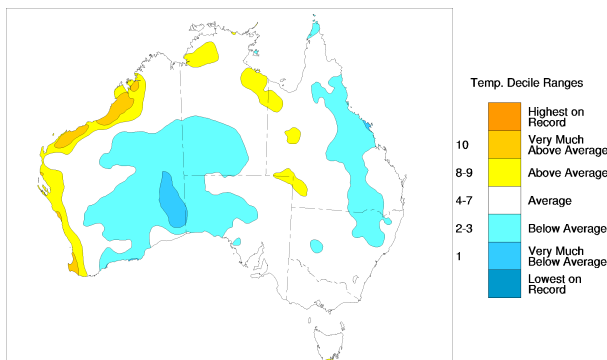 Temp. Decile Ranges
Highest on
Record
10
Very Much
Above Average
8-9
Above Average
4-7
Average
2-3
Below Average
1
Very Much
Below Average
Lowest on
Record